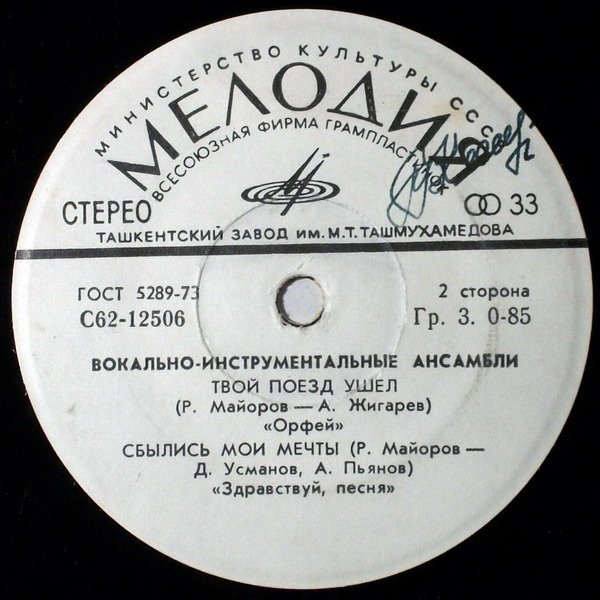 МИНИСТЕРСТВО КУЛЬТУРЫ СССР
МЕЛОДИЯ
ВСЕСОЮЗНАЯ ФИРМА ГРАМПЛАСТ
СТЕРЕО
33
ТАШКЕНТСКИЙ ЗАВОД ИМ. М.Т. ТАШМУХАМЕДОВА
ГОСТ 5289-73
2 сторона
С62-12506
Гр. 3. 0-85
ВОКАЛЬНО-ИНСТРУМЕНТАЛЬНЫЕ АНСАМБЛИ
ТВОЙ ПОЕЗД УШЕЛ
(Р. Майоров — А. Жигарев)
«Орфей»
СБЫЛИСЬ МОИ МЕЧТЫ (Р. Майоров —
Д. Усманов, А. Пьянов)
«Здравствуй, песня»